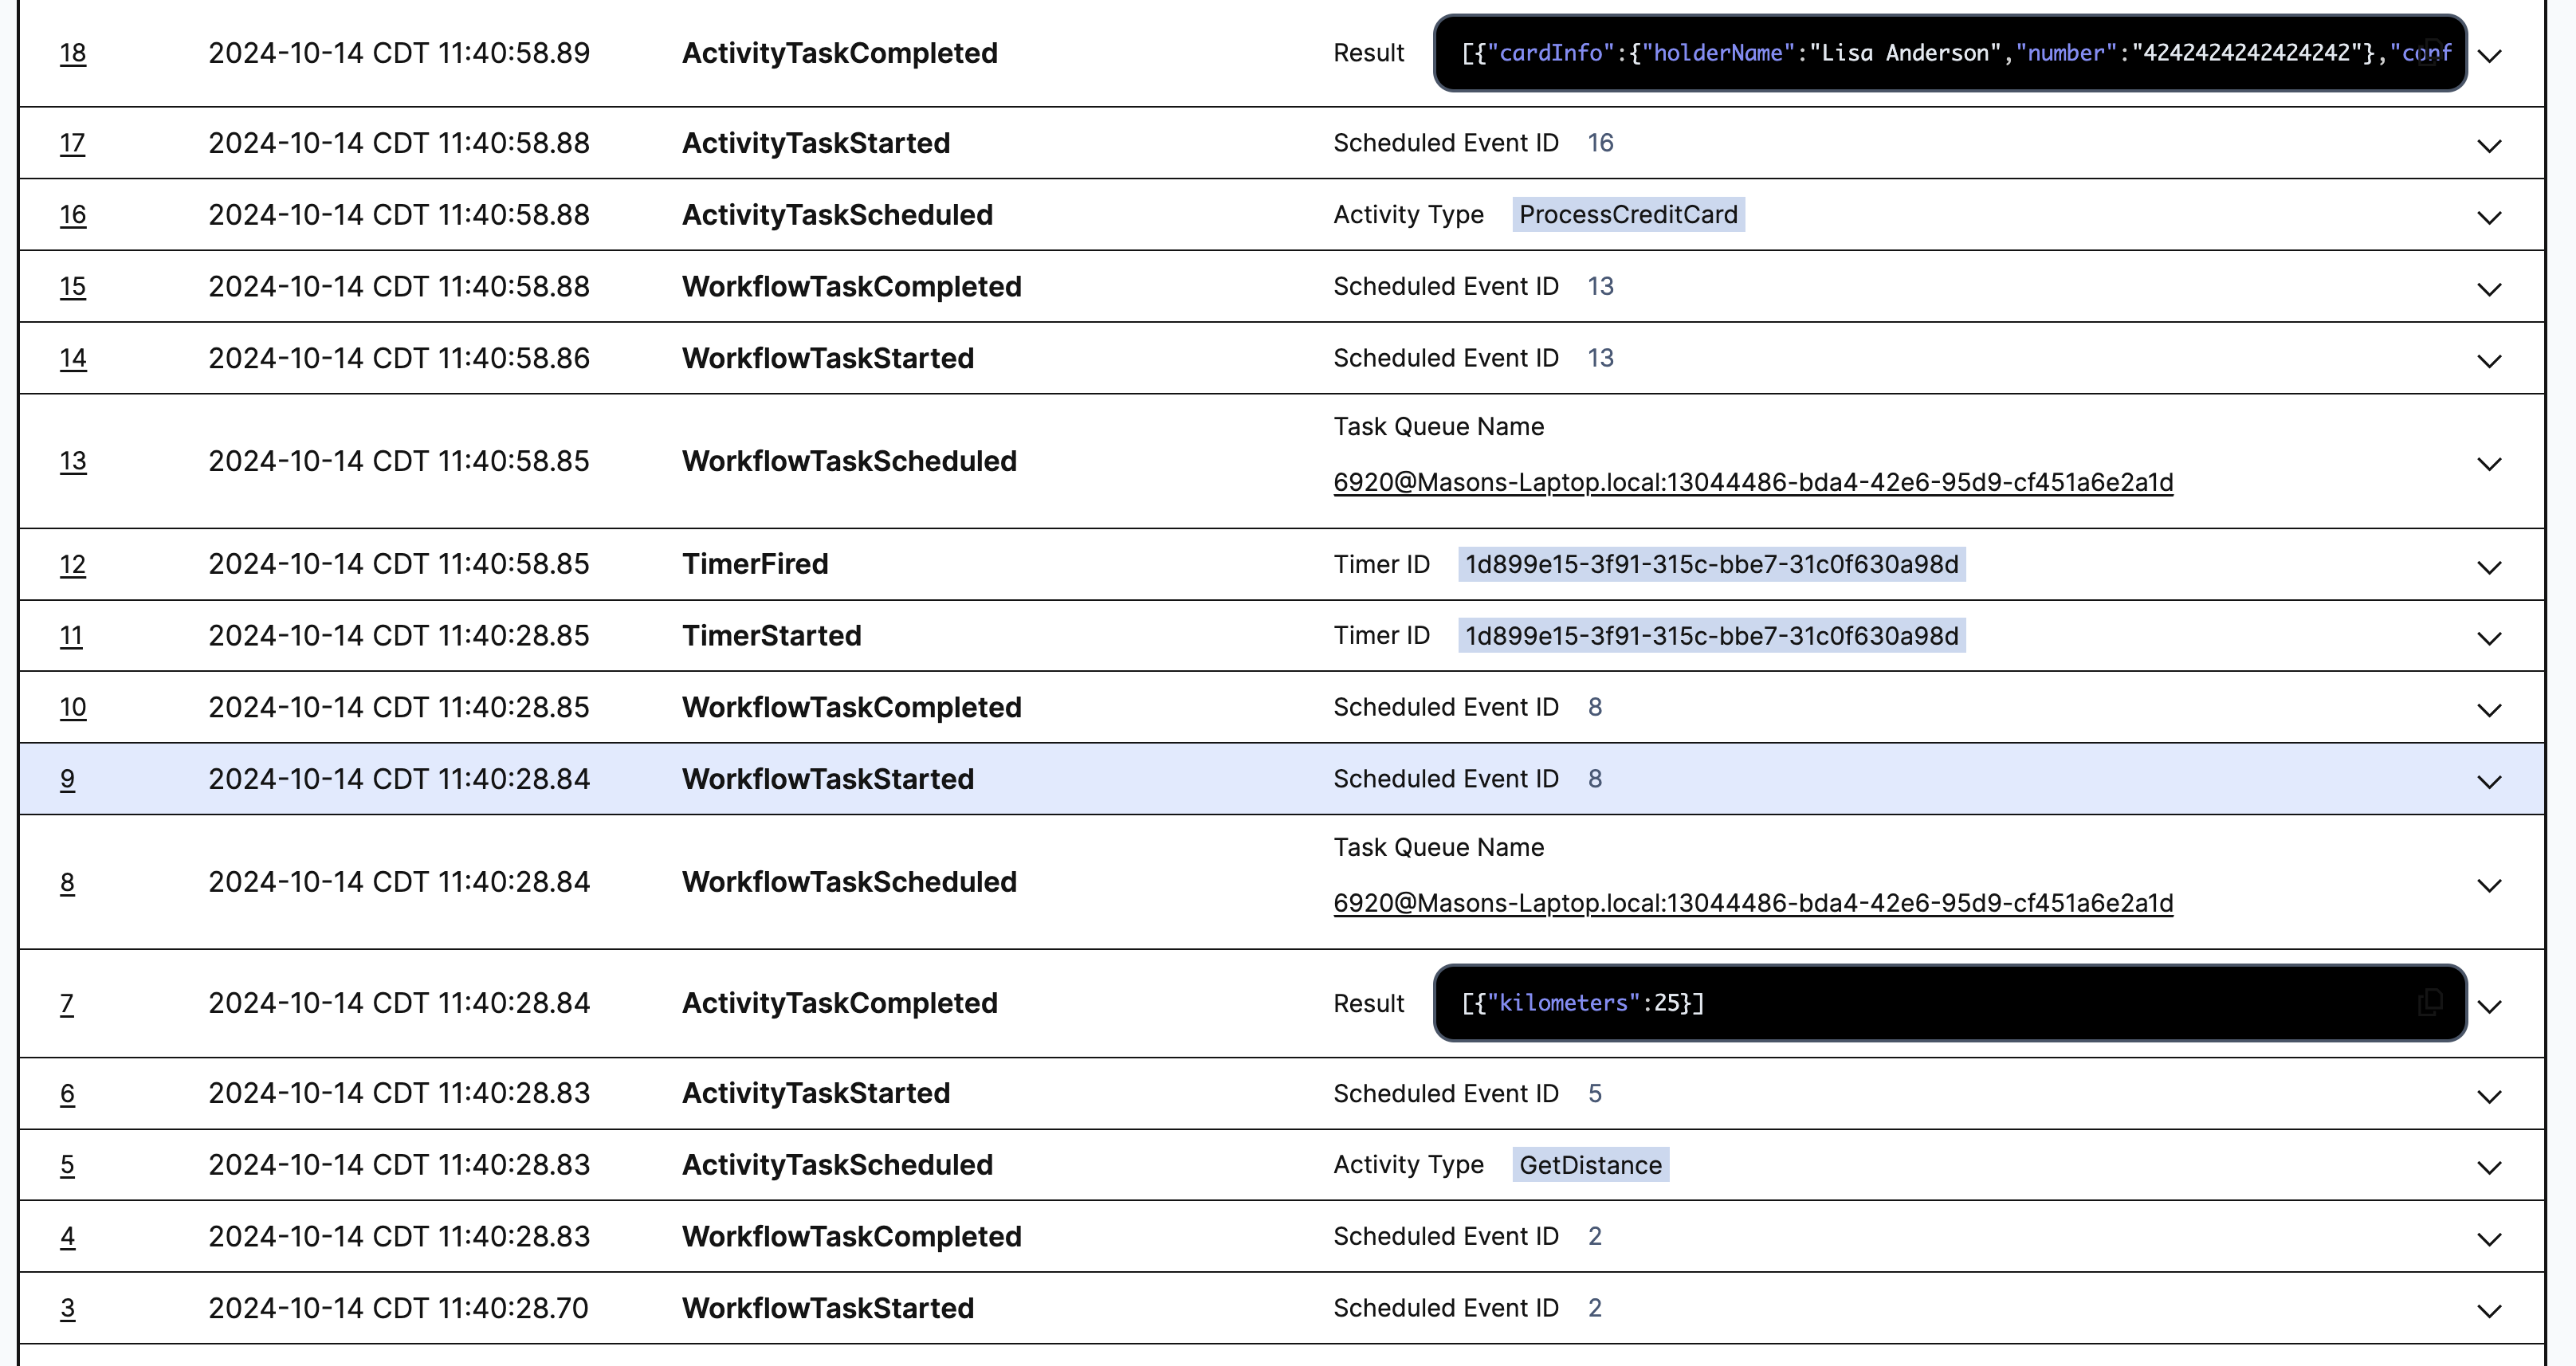 18 2024-10-14 CDT 11:40:58.89 ActivityTaskCompleted Result [{"cardInfo":{"holderName":"Lisa Anderson","number":"4242424242424242"},"conf
17 2024-10-14 CDT 11:40:58.88 ActivityTaskStarted Scheduled Event ID 16
16 2024-10-14 CDT 11:40:58.88 ActivityTaskScheduled Activity Type ProcessCreditCard
15 2024-10-14 CDT 11:40:58.88 WorkflowTaskCompleted Scheduled Event ID 13
14 2024-10-14 CDT 11:40:58.86 WorkflowTaskStarted Scheduled Event ID 13
13 2024-10-14 CDT 11:40:58.85 WorkflowTaskScheduled Task Queue Name
6920@Masons-Laptop.local:13044486-bda4-42e6-95d9-cf451a6e2a1d
12 2024-10-14 CDT 11:40:58.85 TimerFired Timer ID 1d899e15-3f91-315c-bbe7-31c0f630a98d
11 2024-10-14 CDT 11:40:28.85 TimerStarted Timer ID 1d899e15-3f91-315c-bbe7-31c0f630a98d
10 2024-10-14 CDT 11:40:28.85 WorkflowTaskCompleted Scheduled Event ID 8
9 2024-10-14 CDT 11:40:28.84 WorkflowTaskStarted Scheduled Event ID 8
8 2024-10-14 CDT 11:40:28.84 WorkflowTaskScheduled Task Queue Name
6920@Masons-Laptop.local:13044486-bda4-42e6-95d9-cf451a6e2a1d
7 2024-10-14 CDT 11:40:28.84 ActivityTaskCompleted Result [{"kilometers":25}]
6 2024-10-14 CDT 11:40:28.83 ActivityTaskStarted Scheduled Event ID 5
5 2024-10-14 CDT 11:40:28.83 ActivityTaskScheduled Activity Type GetDistance
4 2024-10-14 CDT 11:40:28.83 WorkflowTaskCompleted Scheduled Event ID 2
3 2024-10-14 CDT 11:40:28.70 WorkflowTaskStarted Scheduled Event ID 2